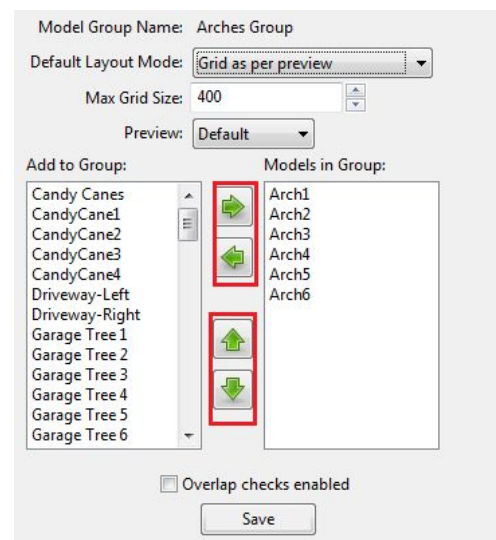 Model Group Name: Arches Group
Default Layout Mode: Grid as per preview
Max Grid Size: 400
Preview: Default
Add to Group:
Candy Canes
CandyCane1
CandyCane2
CandyCane3
CandyCane4
Driveway-Left
Driveway-Right
Garage Tree 1
Garage Tree 2
Garage Tree 3
Garage Tree 4
Garage Tree 5
Garage Tree 6
Models in Group:
Arch1
Arch2
Arch3
Arch4
Arch5
Arch6
Overlap checks enabled
Save